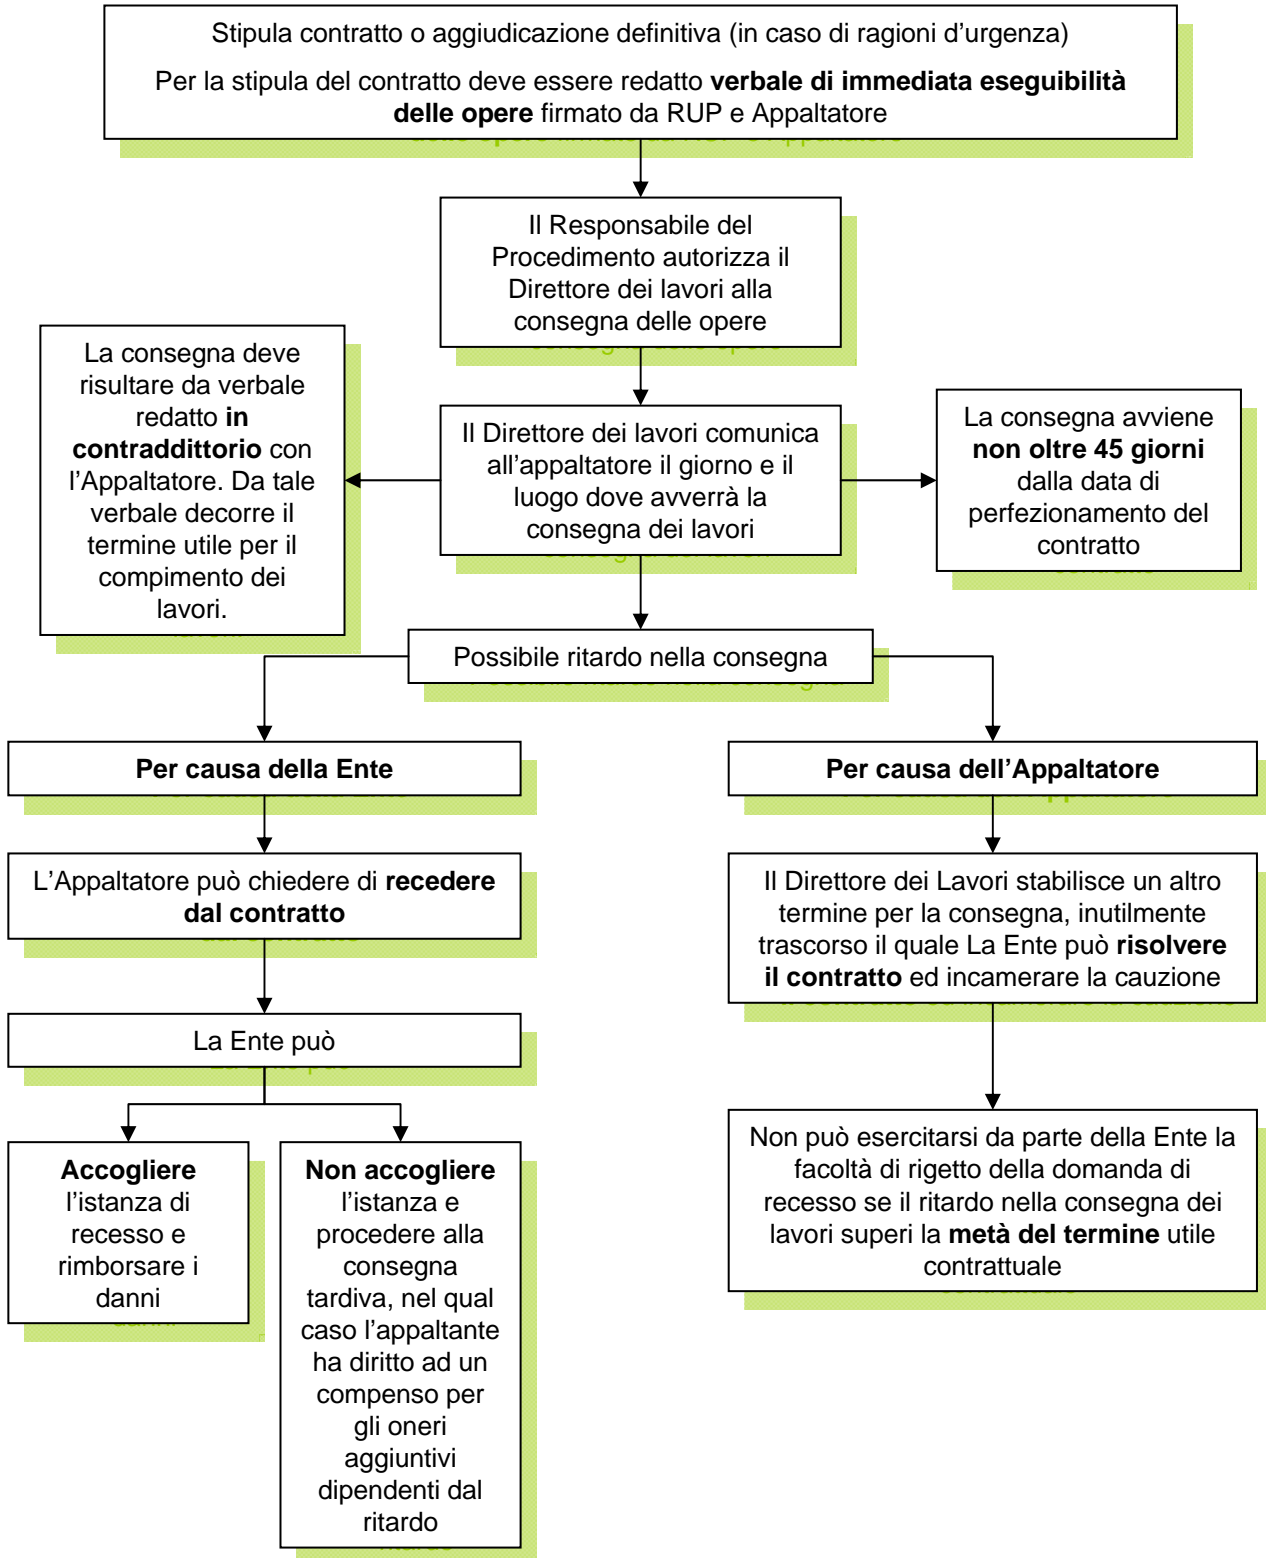 Stipula contratto o aggiudicazione definitiva (in caso di ragioni d'urgenza)
Per la stipula del contratto deve essere redatto verbale di immediata eseguibilità
delle opere firmato da RUP e Appaltatore
Il Responsabile del
Procedimento autorizza il
Direttore dei lavori alla
consegna delle opere
La consegna deve
risultare da verbale
redatto in
contraddittorio con
l'Appaltatore. Da tale
verbale decorre il
termine utile per il
compimento dei
lavori.
Il Direttore dei lavori comunica
all'appaltatore il giorno e il
luogo dove avverrà la
consegna dei lavori
La consegna avviene
non oltre 45 giorni
dalla data di
perfezionamento del
contratto
Possibile ritardo nella consegna
Per causa della Ente
Per causa dell'Appaltatore
L'Appaltatore può chiedere di recedere
dal contratto
Il Direttore dei Lavori stabilisce un altro
termine per la consegna, inutilmente
trascorso il quale La Ente può risolvere
il contratto ed incamerare la cauzione
La Ente può
Accogliere
l'istanza di
recesso e
rimborsare i
danni
Non accogliere
l'istanza e
procedere alla
consegna
tardiva, nel qual
caso l'appaltante
ha diritto ad un
compenso per
gli oneri
aggiuntivi
dipendenti dal
ritardo
Non può esercitarsi da parte della Ente la
facoltà di rigetto della domanda di
recesso se il ritardo nella consegna dei
lavori superi la metà del termine utile
contrattuale